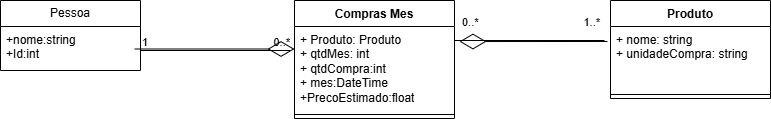 Pessoa
+nome:string
+Id:int
1
0..*
Compras Mes
+ Produto: Produto
+ qtdMes: int
+ qtdCompra:int
+ mes:DateTime
+PrecoEstimado:float
0..*
1..*
Produto
+ nome: string
+ unidadeCompra: string